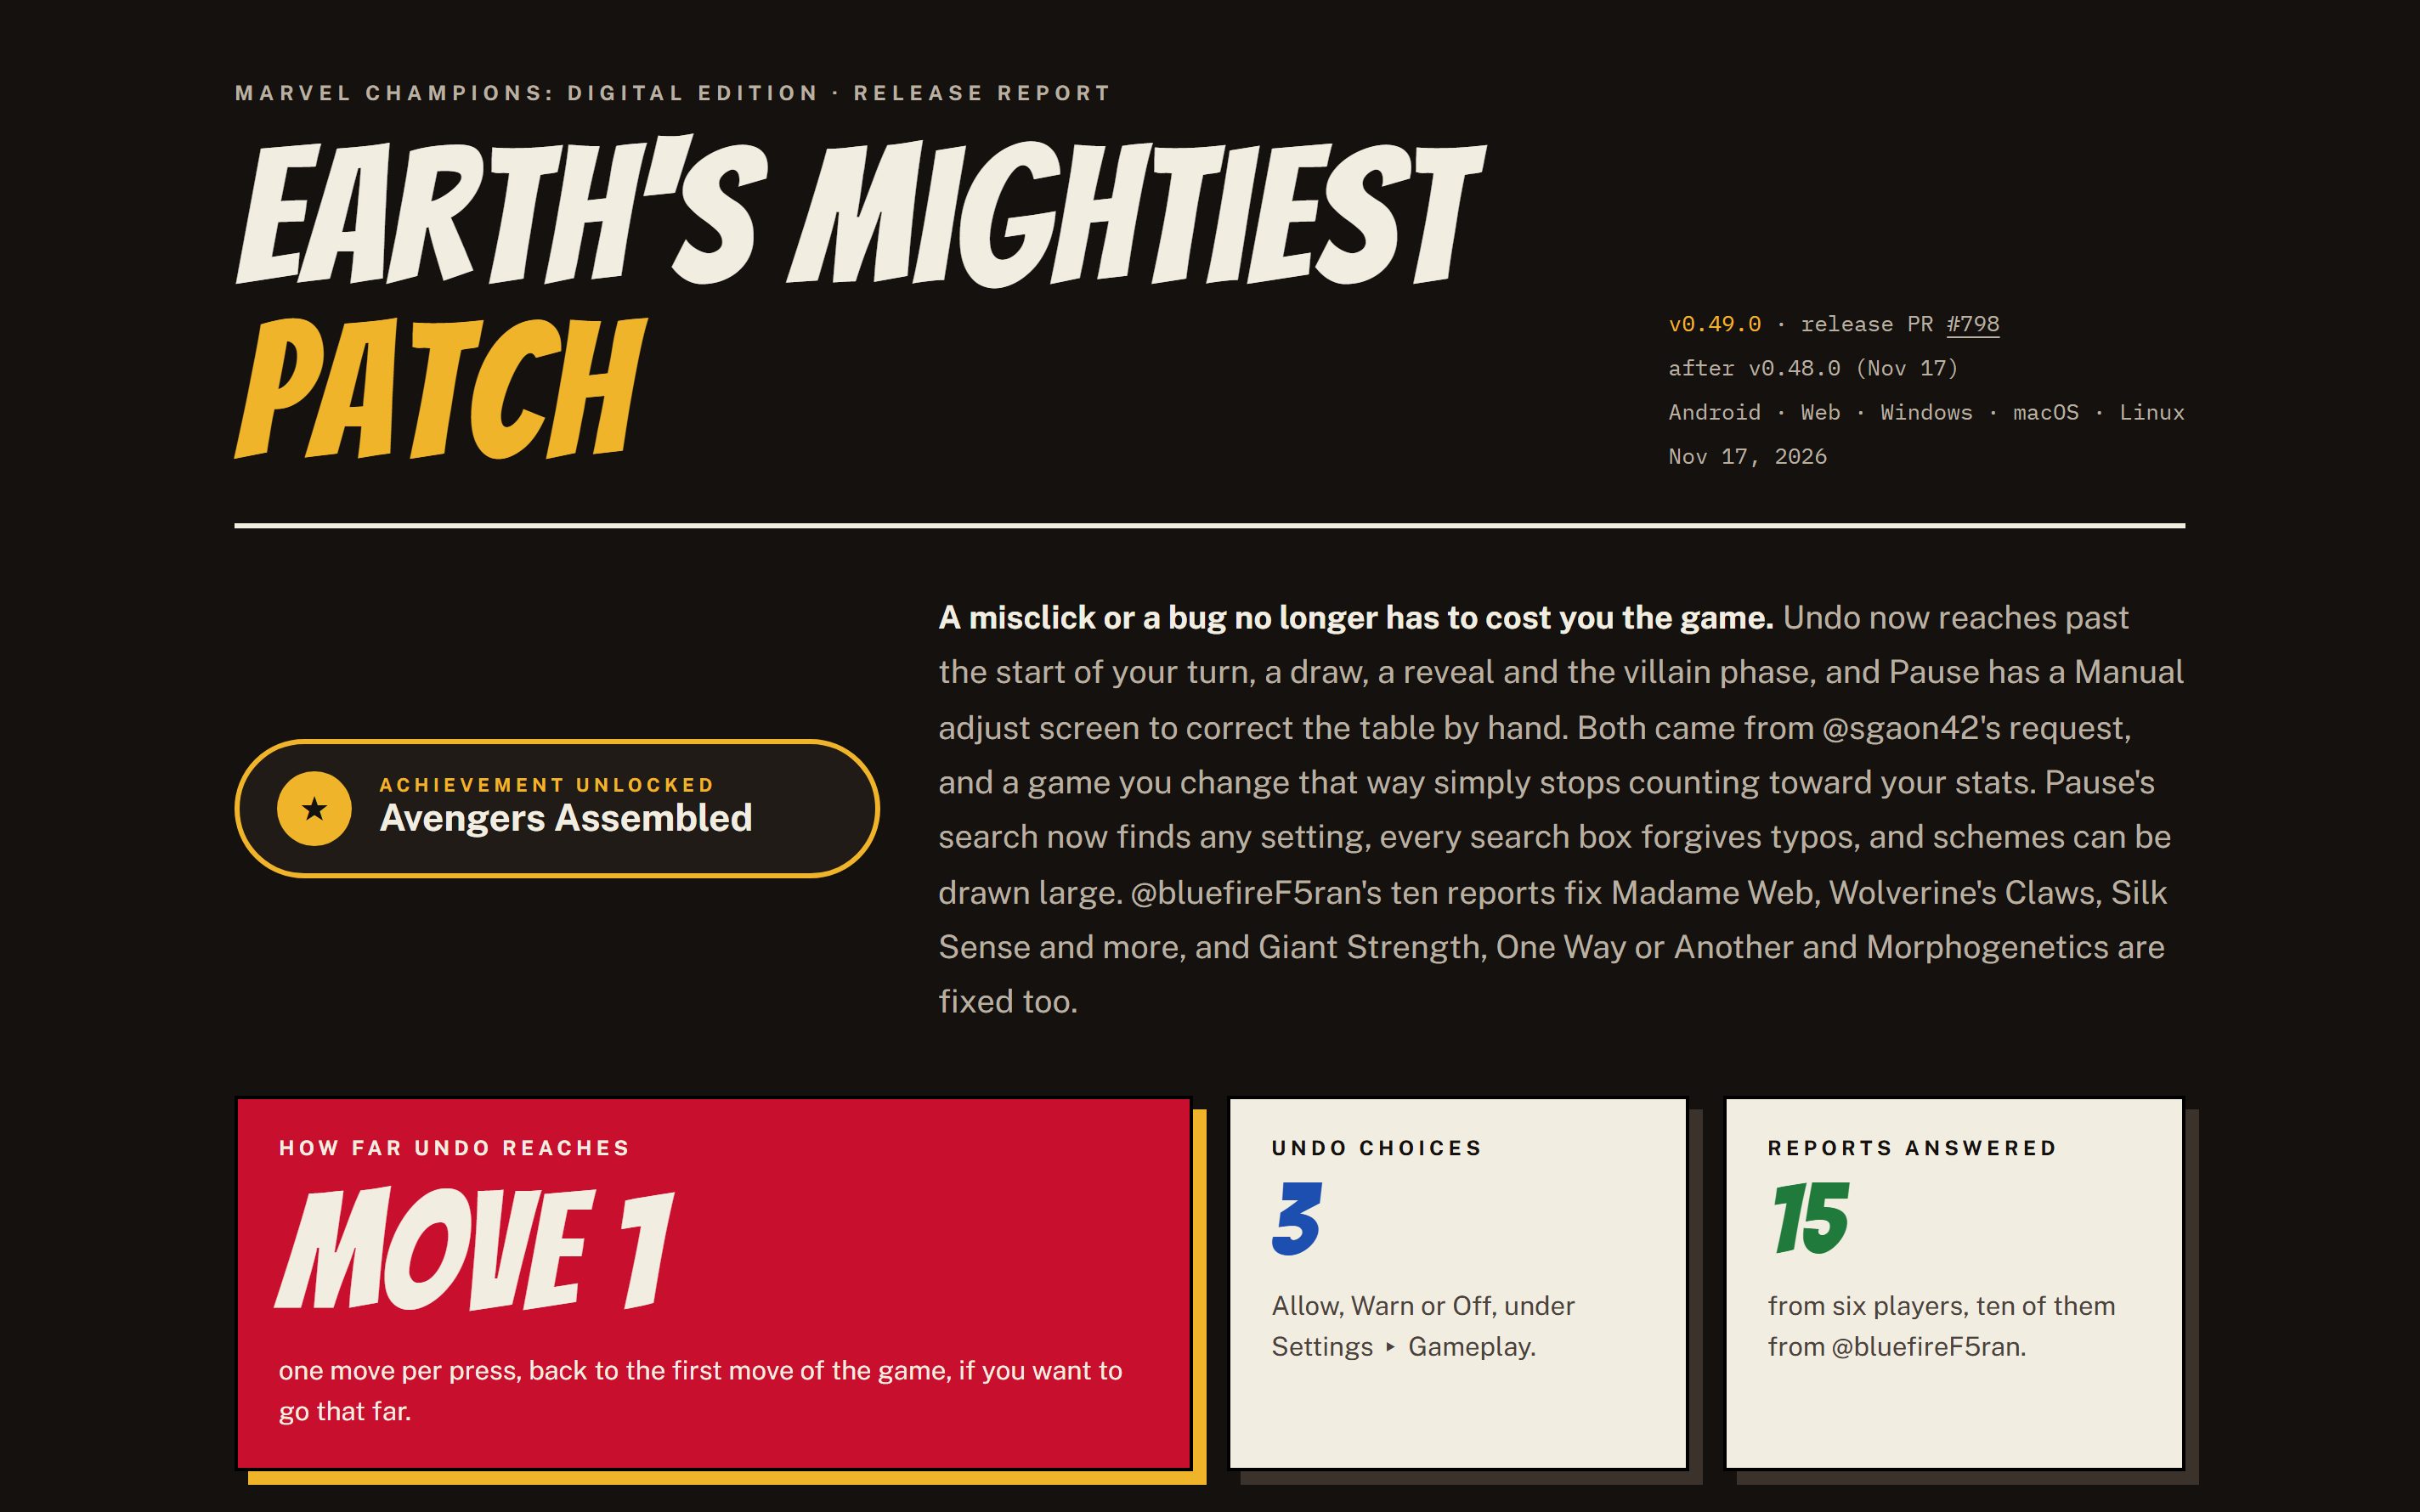 MARVEL CHAMPIONS: DIGITAL EDITION · RELEASE REPORT
EARTH'S MIGHTIEST
PATCH
v0.49.0 · release PR #798
after v0.48.0 (Nov 17)
Android · Web · Windows · macOS · Linux
Nov 17, 2026
ACHIEVEMENT UNLOCKED
★
Avengers Assembled
A misclick or a bug no longer has to cost you the game. Undo now reaches past
the start of your turn, a draw, a reveal and the villain phase, and Pause has a Manual
adjust screen to correct the table by hand. Both came from @sgaon42's request,
and a game you change that way simply stops counting toward your stats. Pause's
search now finds any setting, every search box forgives typos, and schemes can be
drawn large. @bluefireF5ran's ten reports fix Madame Web, Wolverine's Claws, Silk
Sense and more, and Giant Strength, One Way or Another and Morphogenetics are
fixed too.
HOW FAR UNDO REACHES
MOVE 1
one move per press, back to the first move of the game, if you want to
go that far.
UNDO CHOICES
3
Allow, Warn or Off, under
Settings ‣ Gameplay.
REPORTS ANSWERED
15
from six players, ten of them
from @bluefireF5ran.